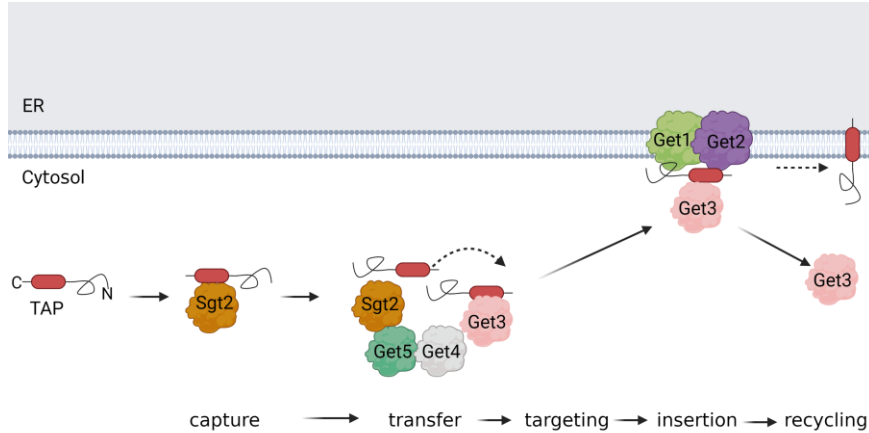 ER
Get1 Get2
Cytosol
Get3
C
N
TAP
Sgt2
Sgt2
Get3
Get5 Get4
Get3
capture transfer targeting insertion recycling